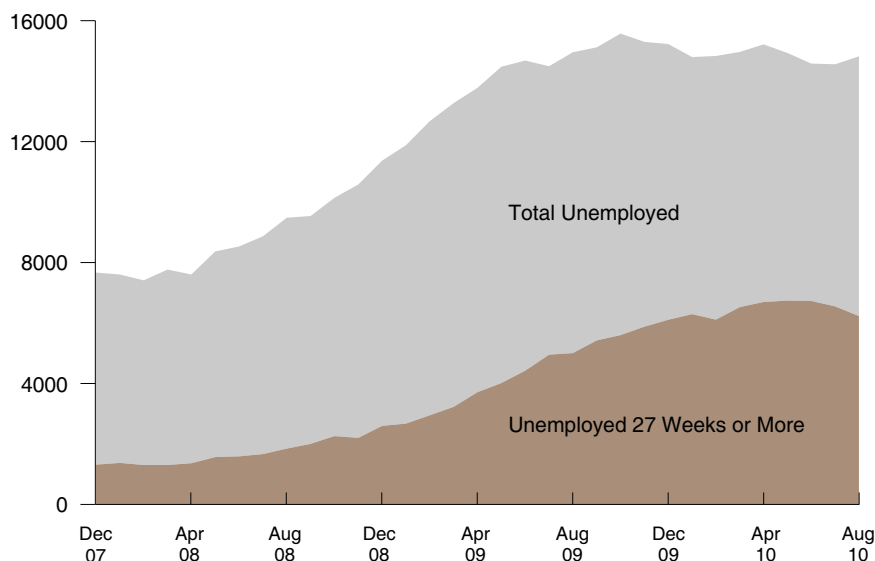 16000
12000
8000
4000
0
Total Unemployed
Unemployed 27 Weeks or More
Dec Apr Aug Dec Apr Aug Dec Apr Aug
07 08 08 08 09 09 09 10 10